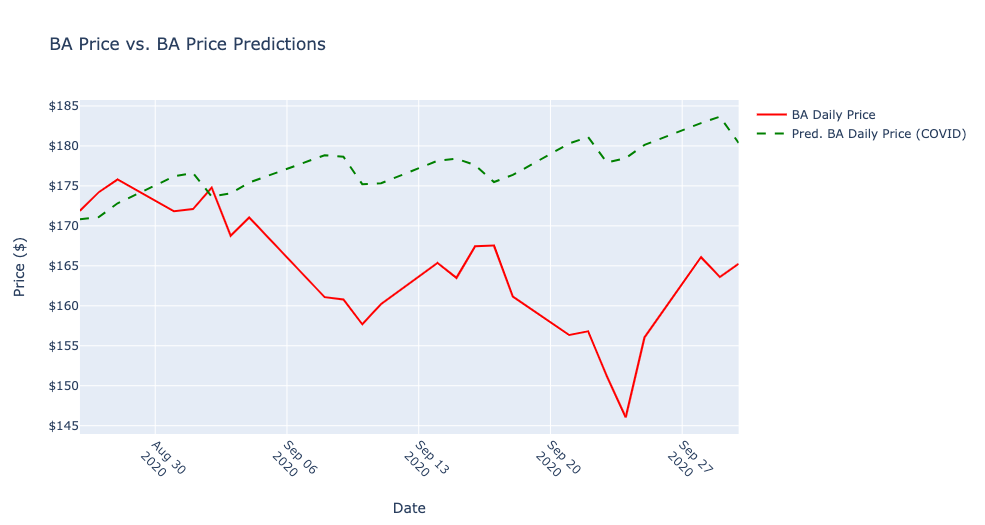 BA Price vs. BA Price Predictions
$185
$180
$175
$170
$165
$160
$155
$150
$145
Price ($)
Aug 30
2020
Sep 06
2020
Sep 13
2020
Sep 20
2020
Sep 27
2020
Date
BA Daily Price
Pred. BA Daily Price (COVID)